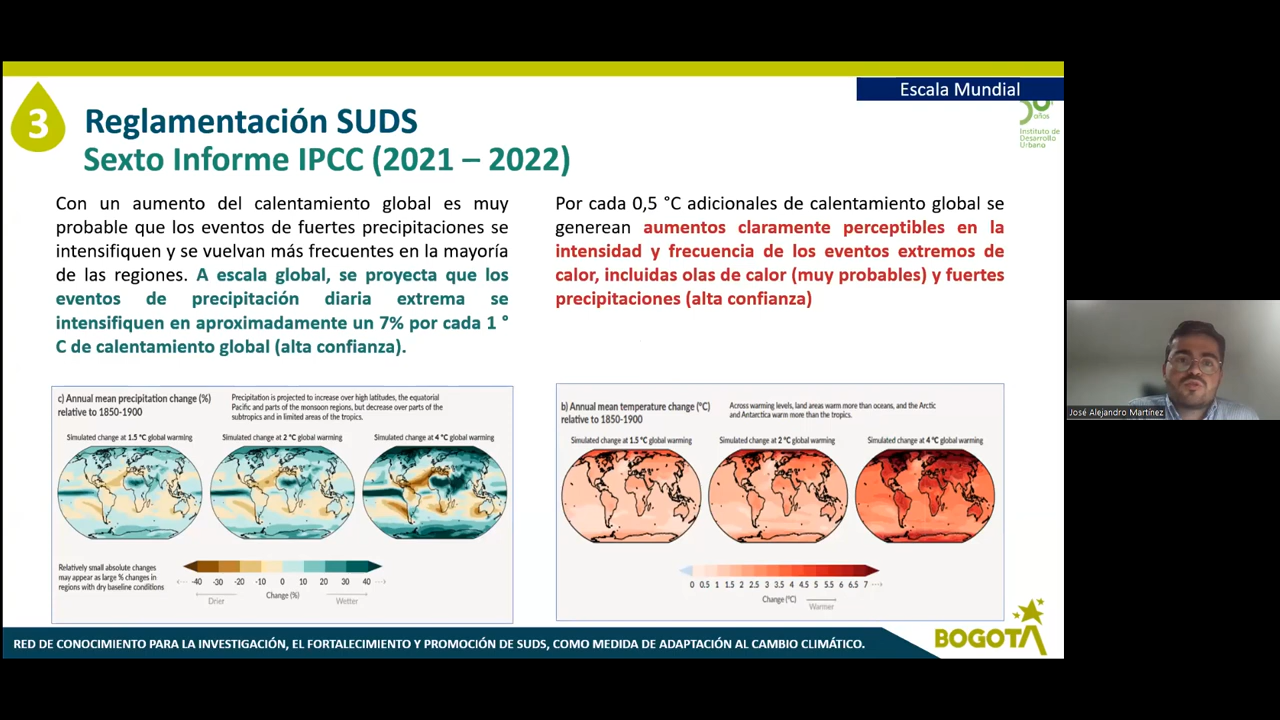 Escala Mundial
3
Reglamentación SUDS
Sexto Informe IPCC (2021 – 2022)
años
Instituto de
Desarrollo
Urbano
Con un aumento del calentamiento global es muy
probable que los eventos de fuertes precipitaciones se
intensifiquen y se vuelvan más frecuentes en la mayoría
de las regiones. A escala global, se proyecta que los
eventos de precipitación diaria extrema se
intensifiquen en aproximadamente un 7% por cada 1 °
C de calentamiento global (alta confianza).
Por cada 0,5 °C adicionales de calentamiento global se
generean aumentos claramente perceptibles en la
intensidad y frecuencia de los eventos extremos de
calor, incluidas olas de calor (muy probables) y fuertes
precipitaciones (alta confianza)
c) Annual mean precipitation change (%)
relative to 1850-1900
Precipitation is projected to increase over high latitudes, the equatorial
Pacific and parts of the monsoon regions, but decrease over parts of the
subtropics and in limited areas of the tropics.
Simulated change at 1.5 °C global warming
Simulated change at 2 °C global warming
Simulated change at 4 °C global warming
Relatively small absolute changes
may appear as large % changes in
regions with dry baseline conditions
-40 -30 -20 -10 0 10 20 30 40
Change (%)
Drier
Wetter
b) Annual mean temperature change (°C)
relative to 1850-1900
Across warming levels, land areas warm more than oceans, and the Arctic
and Antarctica warm more than the tropics.
Simulated change at 1.5 °C global warming
Simulated change at 2 °C global warming
Simulated change at 4 °C global warming
0 0.5 1 1.5 2 2.5 3 3.5 4 4.5 5 5.5 6 6.5 7
Change (°C)
Warmer
José Alejandro Martínez
RED DE CONOCIMIENTO PARA LA INVESTIGACIÓN, EL FORTALECIMIENTO Y PROMOCIÓN DE SUDS, COMO MEDIDA DE ADAPTACIÓN AL CAMBIO CLIMÁTICO.
BOGOTÁ